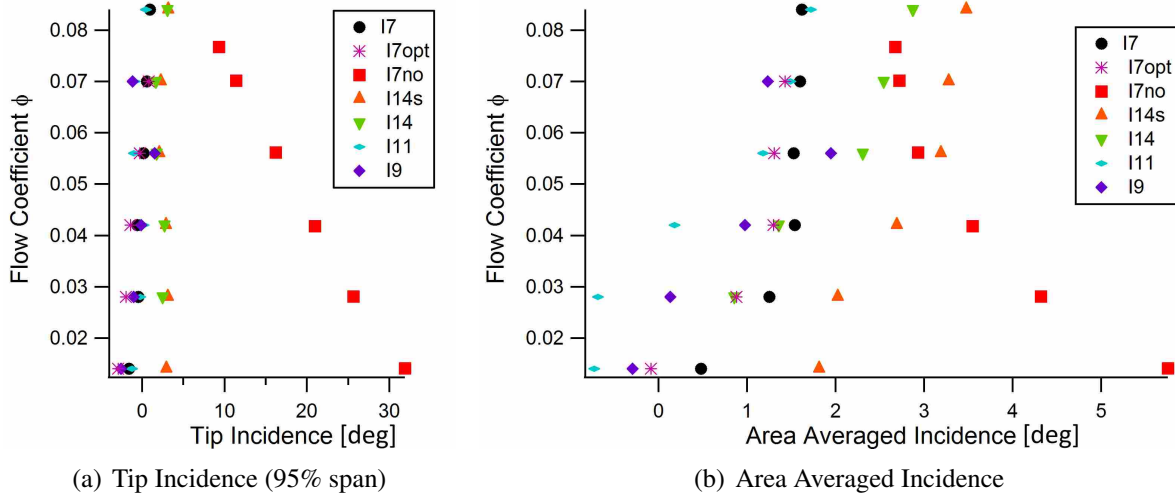 0.08
0.07
0.06
0.05
0.04
0.03
0.02
Flow Coefficient ϕ
I7
I7opt
I7no
I14s
I14
I11
I9
0
10
20
30
Tip Incidence [deg]
(a) Tip Incidence (95% span)
0.08
0.07
0.06
0.05
0.04
0.03
0.02
Flow Coefficient ϕ
I7
I7opt
I7no
I14s
I14
I11
I9
0
1
2
3
4
5
Area Averaged Incidence [deg]
(b) Area Averaged Incidence